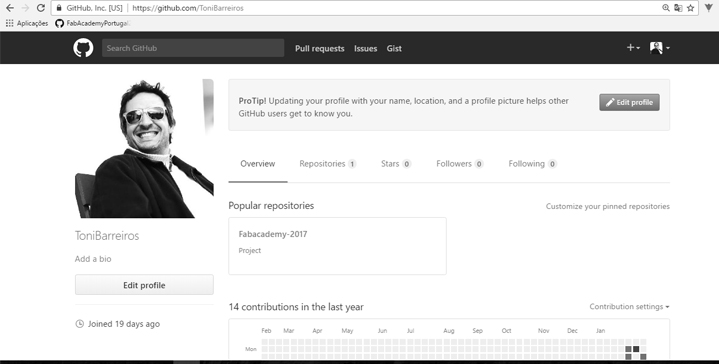 GitHub, Inc. [US] | https://github.com/ToniBarreiros
Aplicações FabAcademyPortugal
Search GitHub Pull requests Issues Gist
ProTip! Updating your profile with your name, location, and a profile picture helps other
GitHub users get to know you.
Edit profile
Overview Repositories 1 Stars 0 Followers 0 Following 0
Popular repositories Customize your pinned repositories
Fabacademy-2017
Project
ToniBarreiros
Add a bio
Edit profile
Joined 19 days ago
14 contributions in the last year Contribution settings
Feb Mar Apr May Jun Jul Aug Sep Oct Nov Dec Jan
Mon